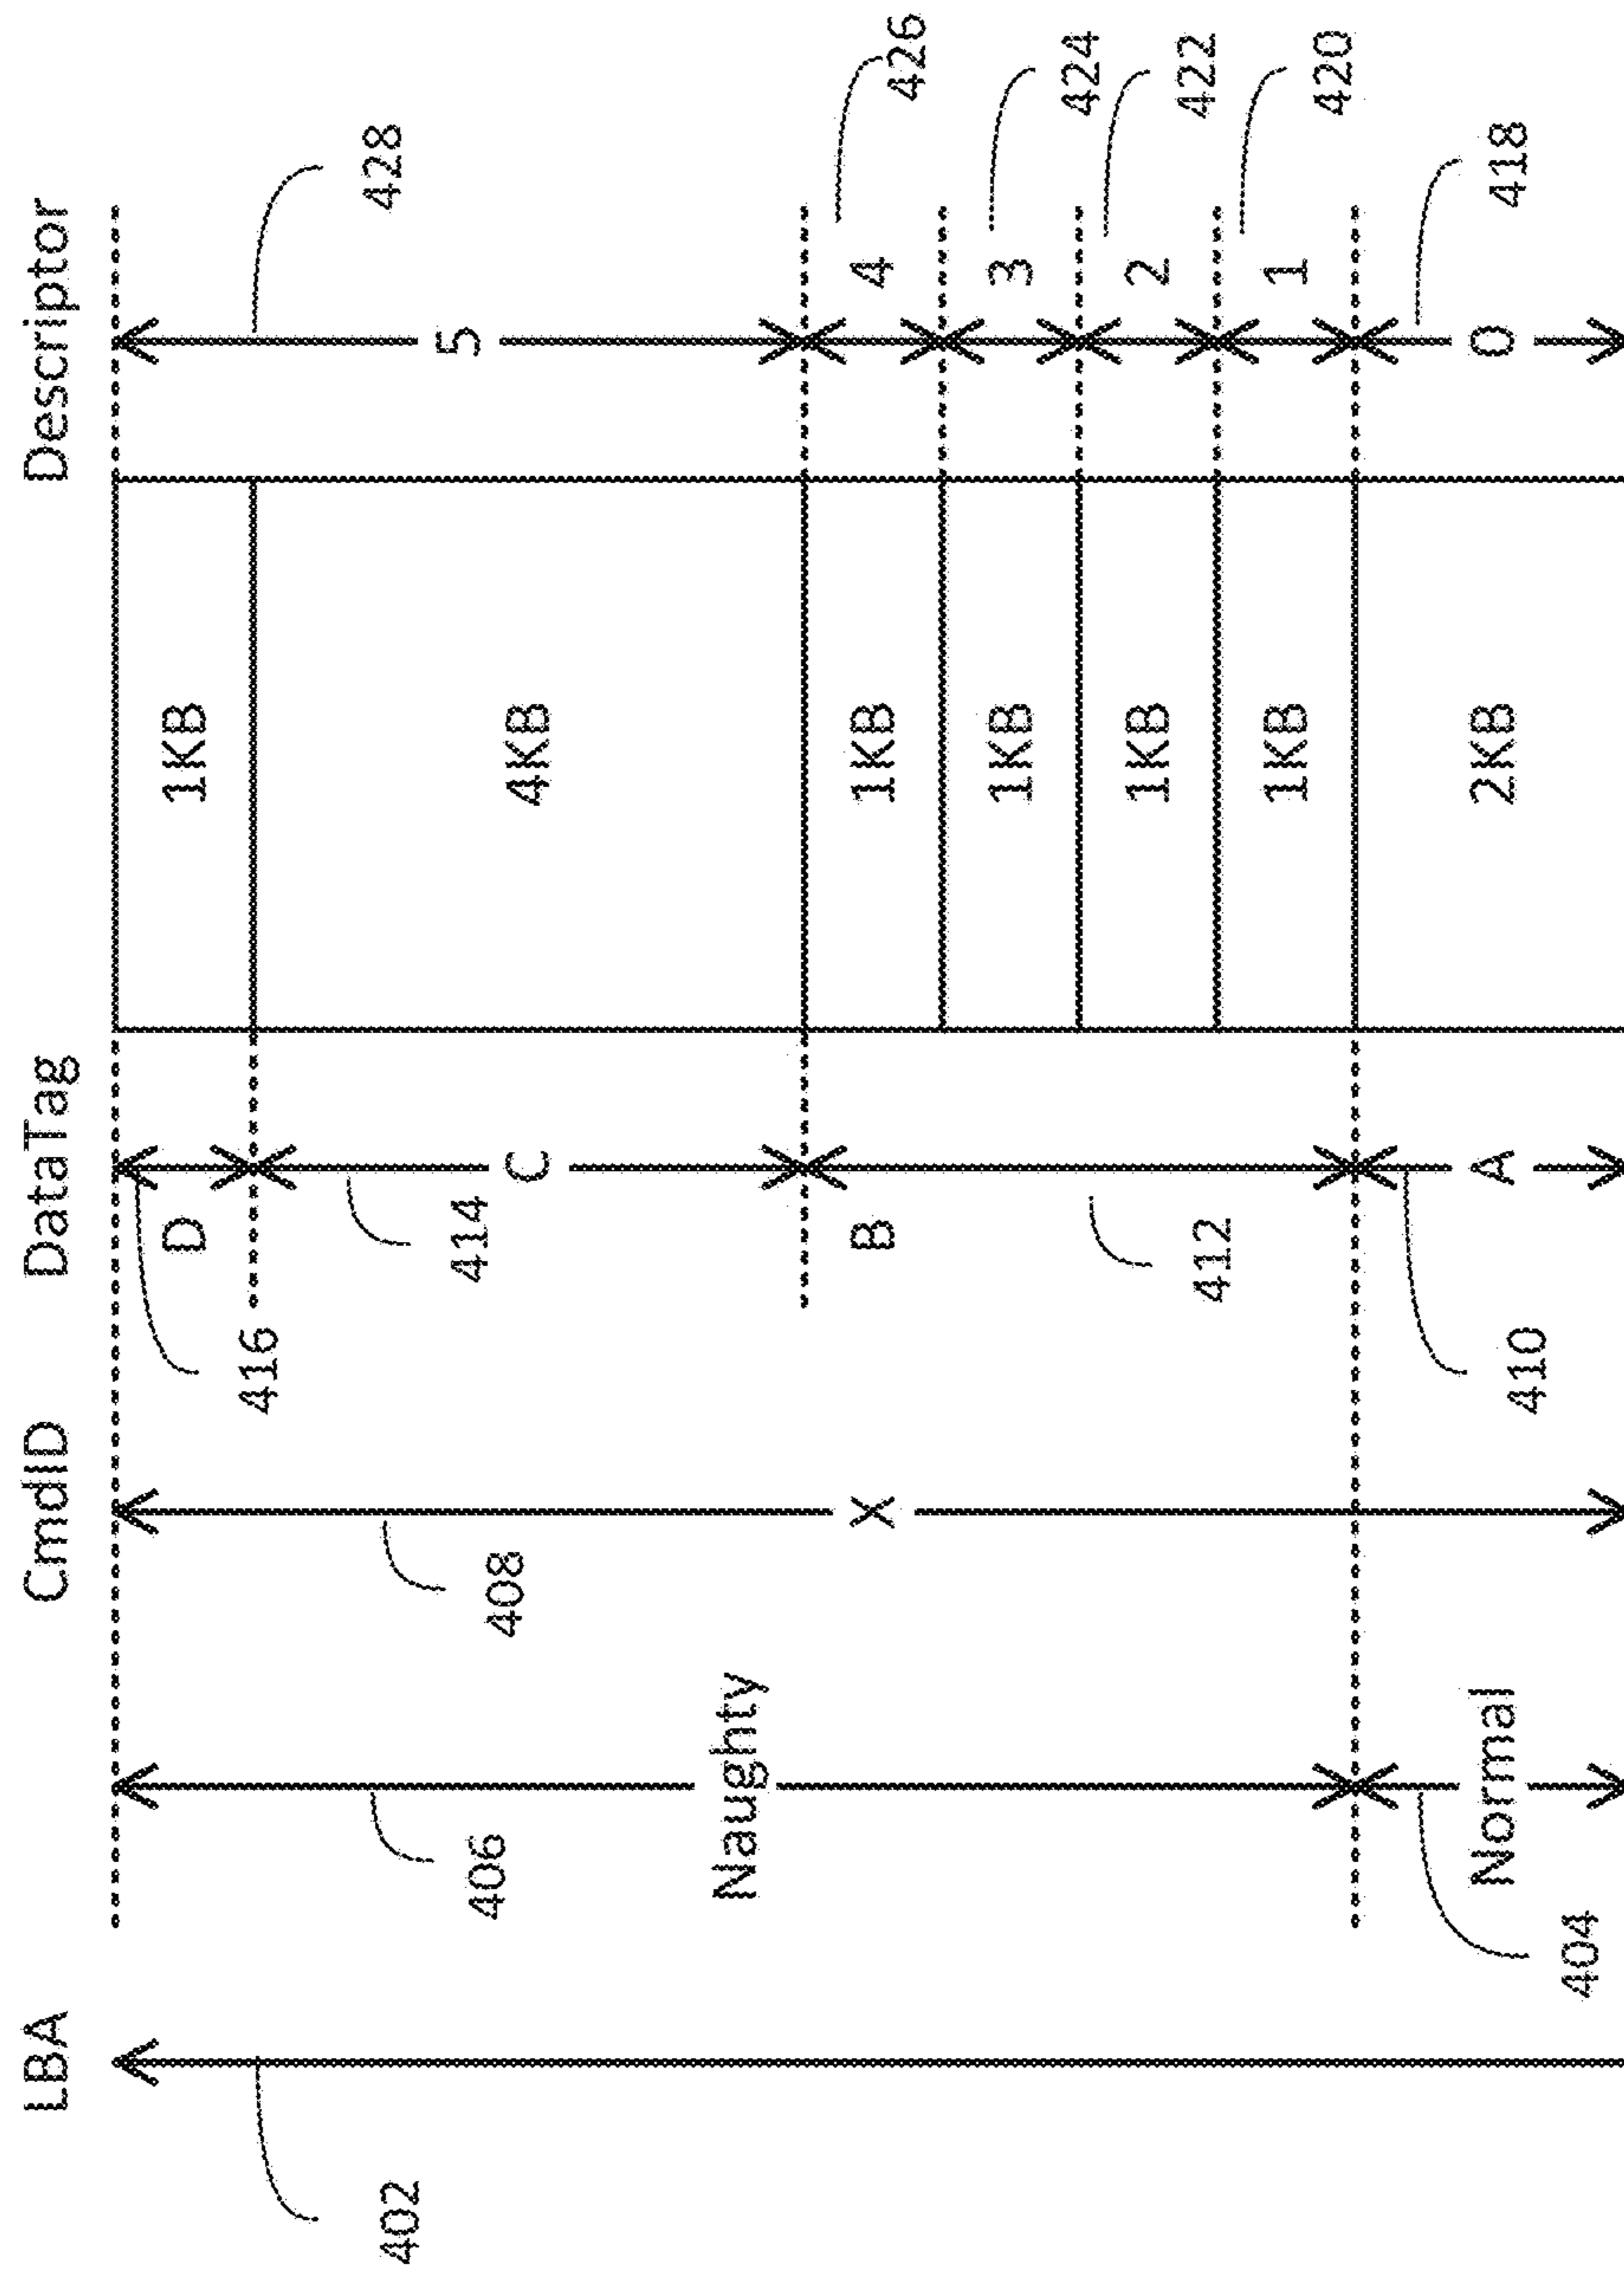 LBA CmdID DataTag Descriptor
D 1KB
416
402 428
5
414
406
408
C 4KB
Naughty
X B 1KB 4
426
1KB 3
424
1KB 2
422
412
1KB 1
420
Normal A 2KB 0
418
410
404